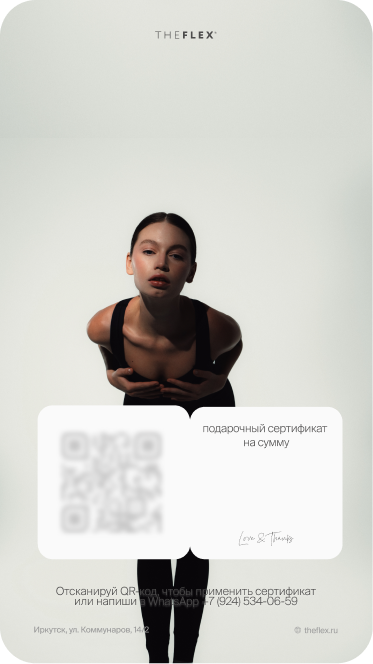 THEFLEX®
подарочный сертификат
на сумму
Love & Thanks
Отсканируй QR-код, чтобы применить сертификат
или напиши в WhatsApp +7 (924) 534-06-59
Иркутск, ул. Коммунаров, 14/2
© theflex.ru